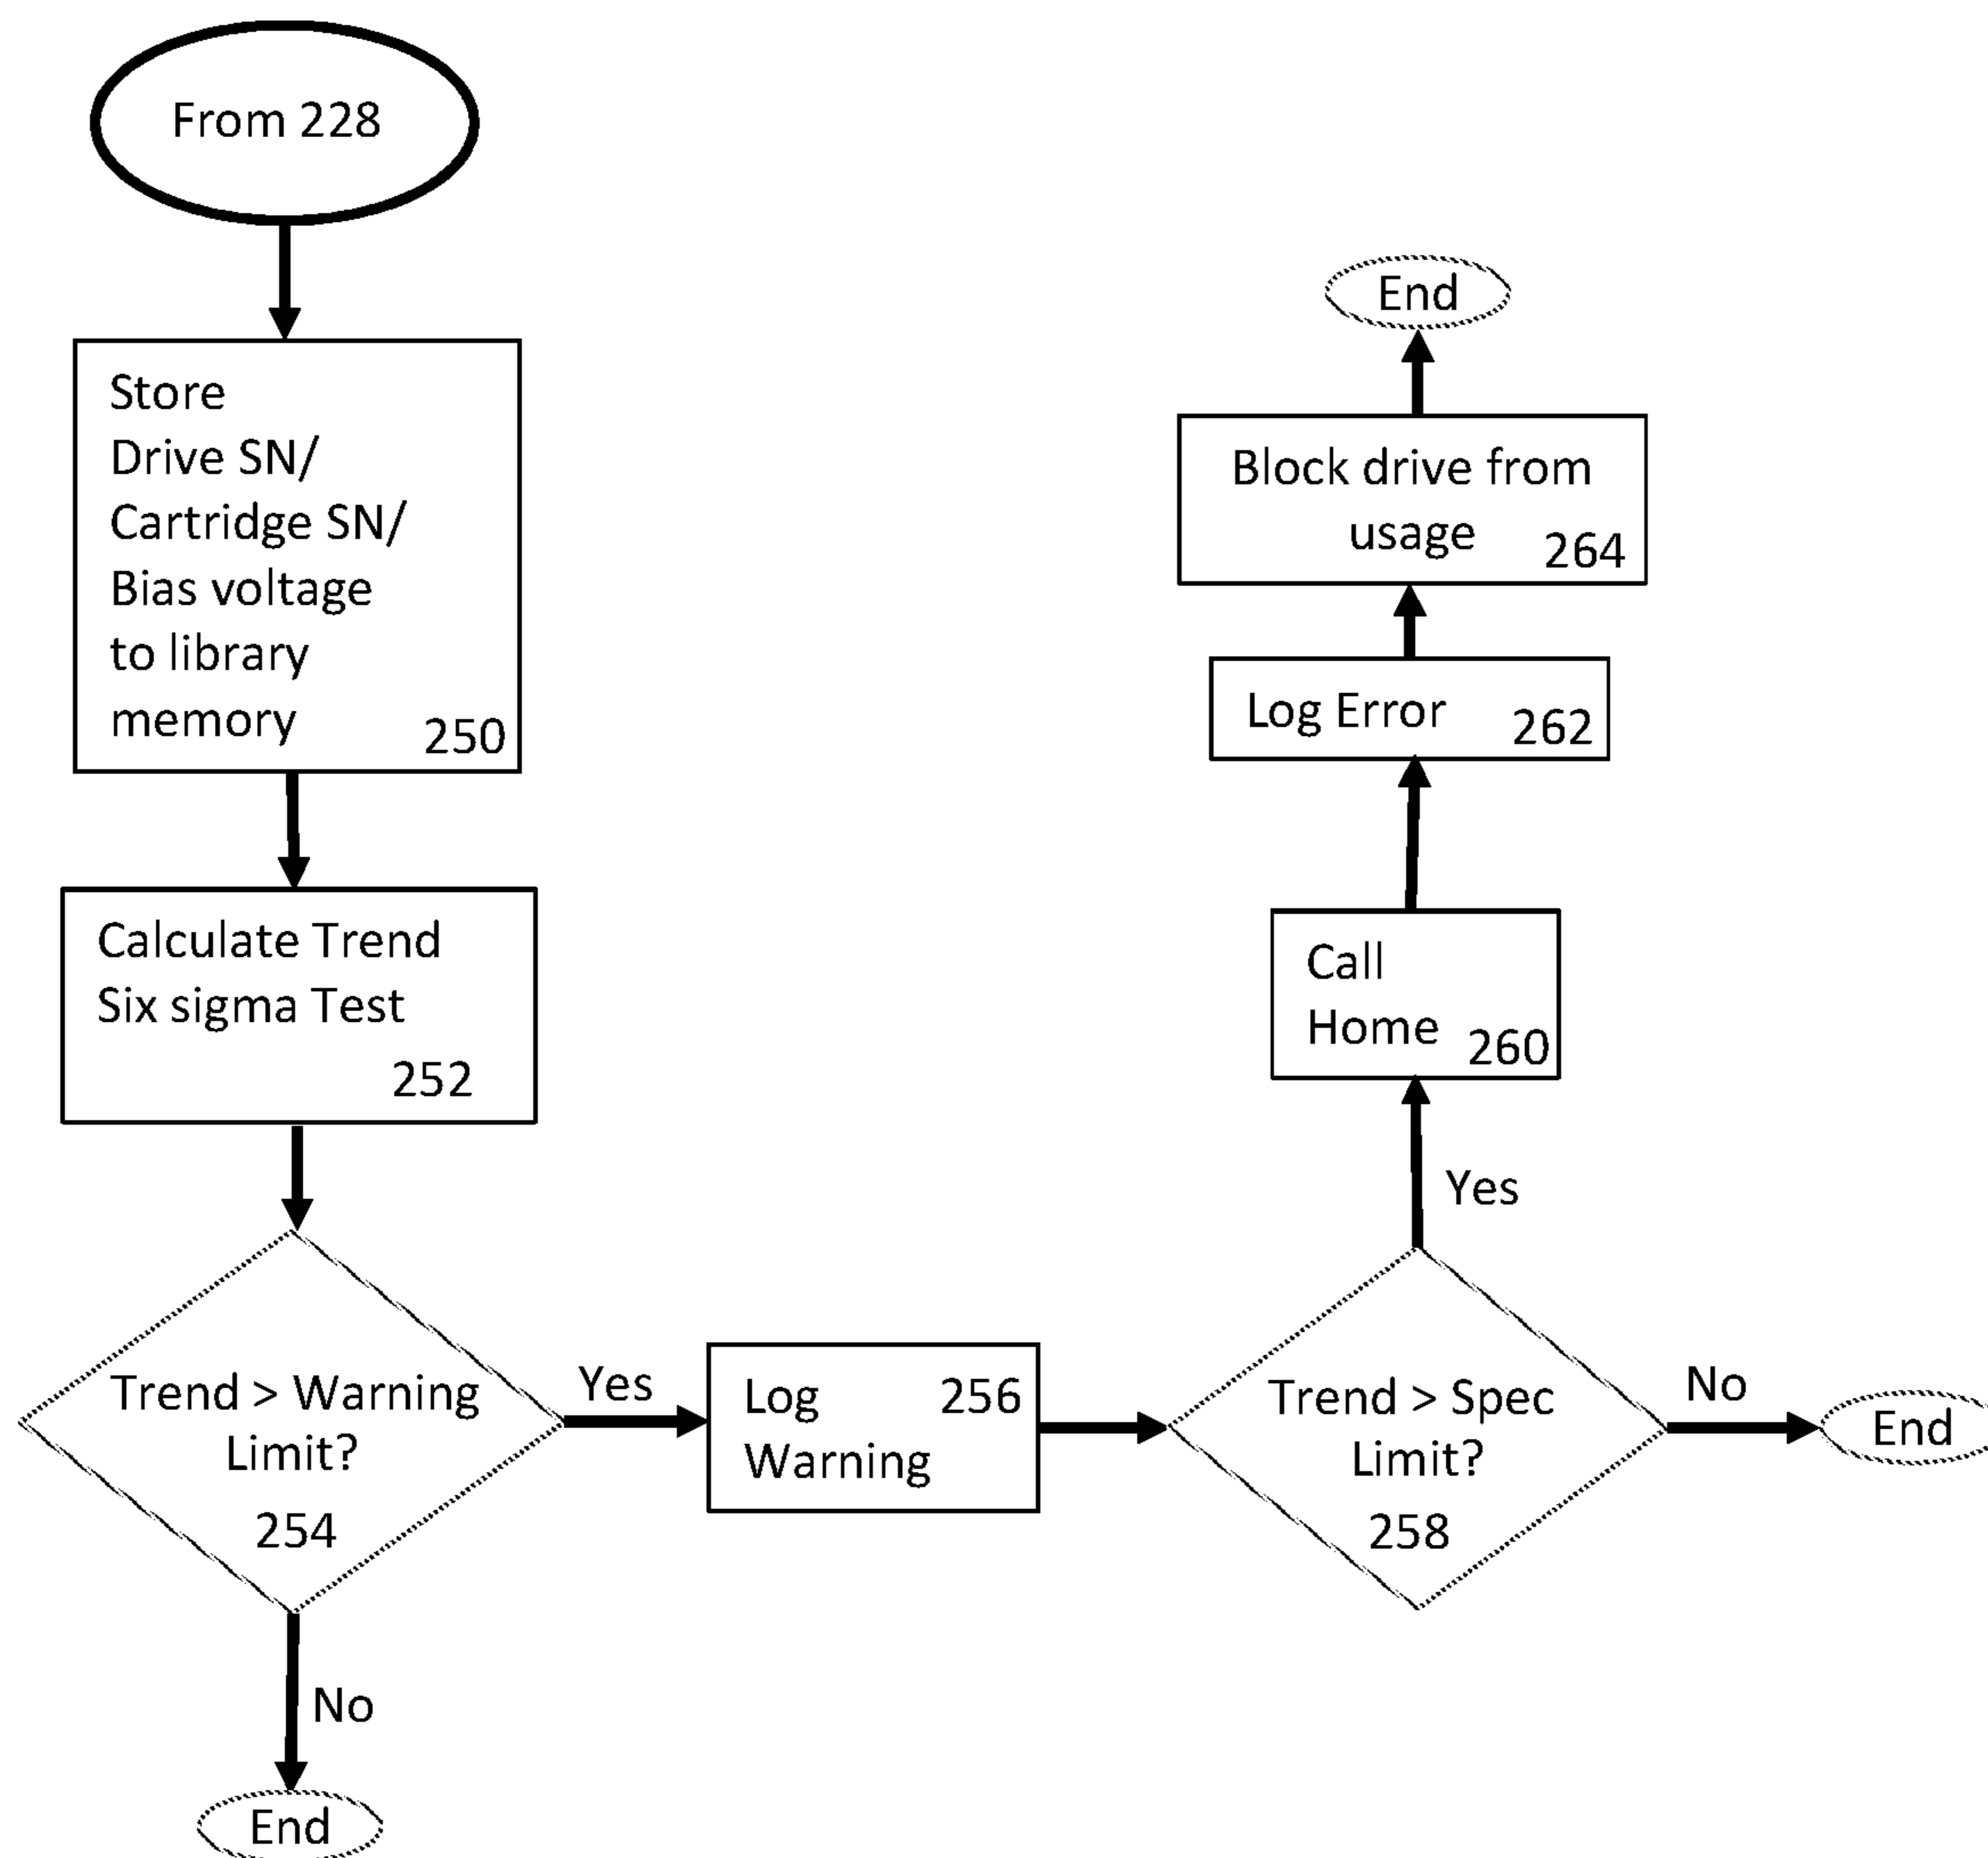 From 228
Store
Drive SN/
Cartridge SN/
Bias voltage
to library
memory
250
Calculate Trend
Six sigma Test
252
Trend > Warning
Limit?
254
No
End
Yes
Log
256
Warning
Trend > Spec
Limit?
258
No
End
Yes
Call
Home
260
Log Error
262
Block drive from
usage
264
End